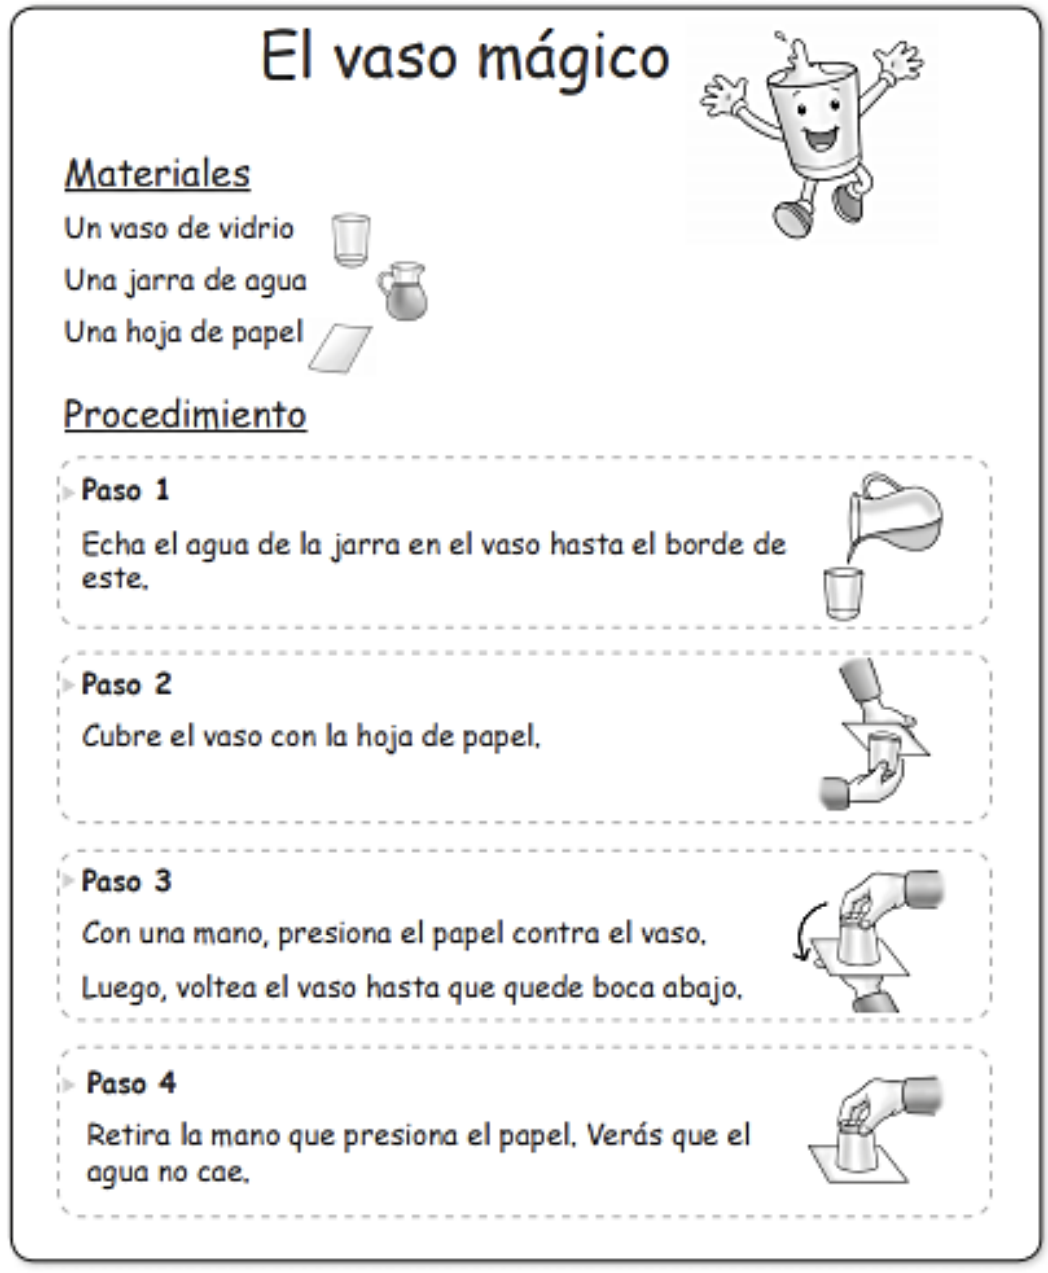 El vaso mágico
Materiales
Un vaso de vidrio
Una jarra de agua
Una hoja de papel
Procedimiento
Paso 1
Echa el agua de la jarra en el vaso hasta el borde de
este.
Paso 2
Cubre el vaso con la hoja de papel.
Paso 3
Con una mano, presiona el papel contra el vaso.
Luego, voltea el vaso hasta que quede boca abajo.
Paso 4
Retira la mano que presiona el papel. Verás que el
agua no cae.